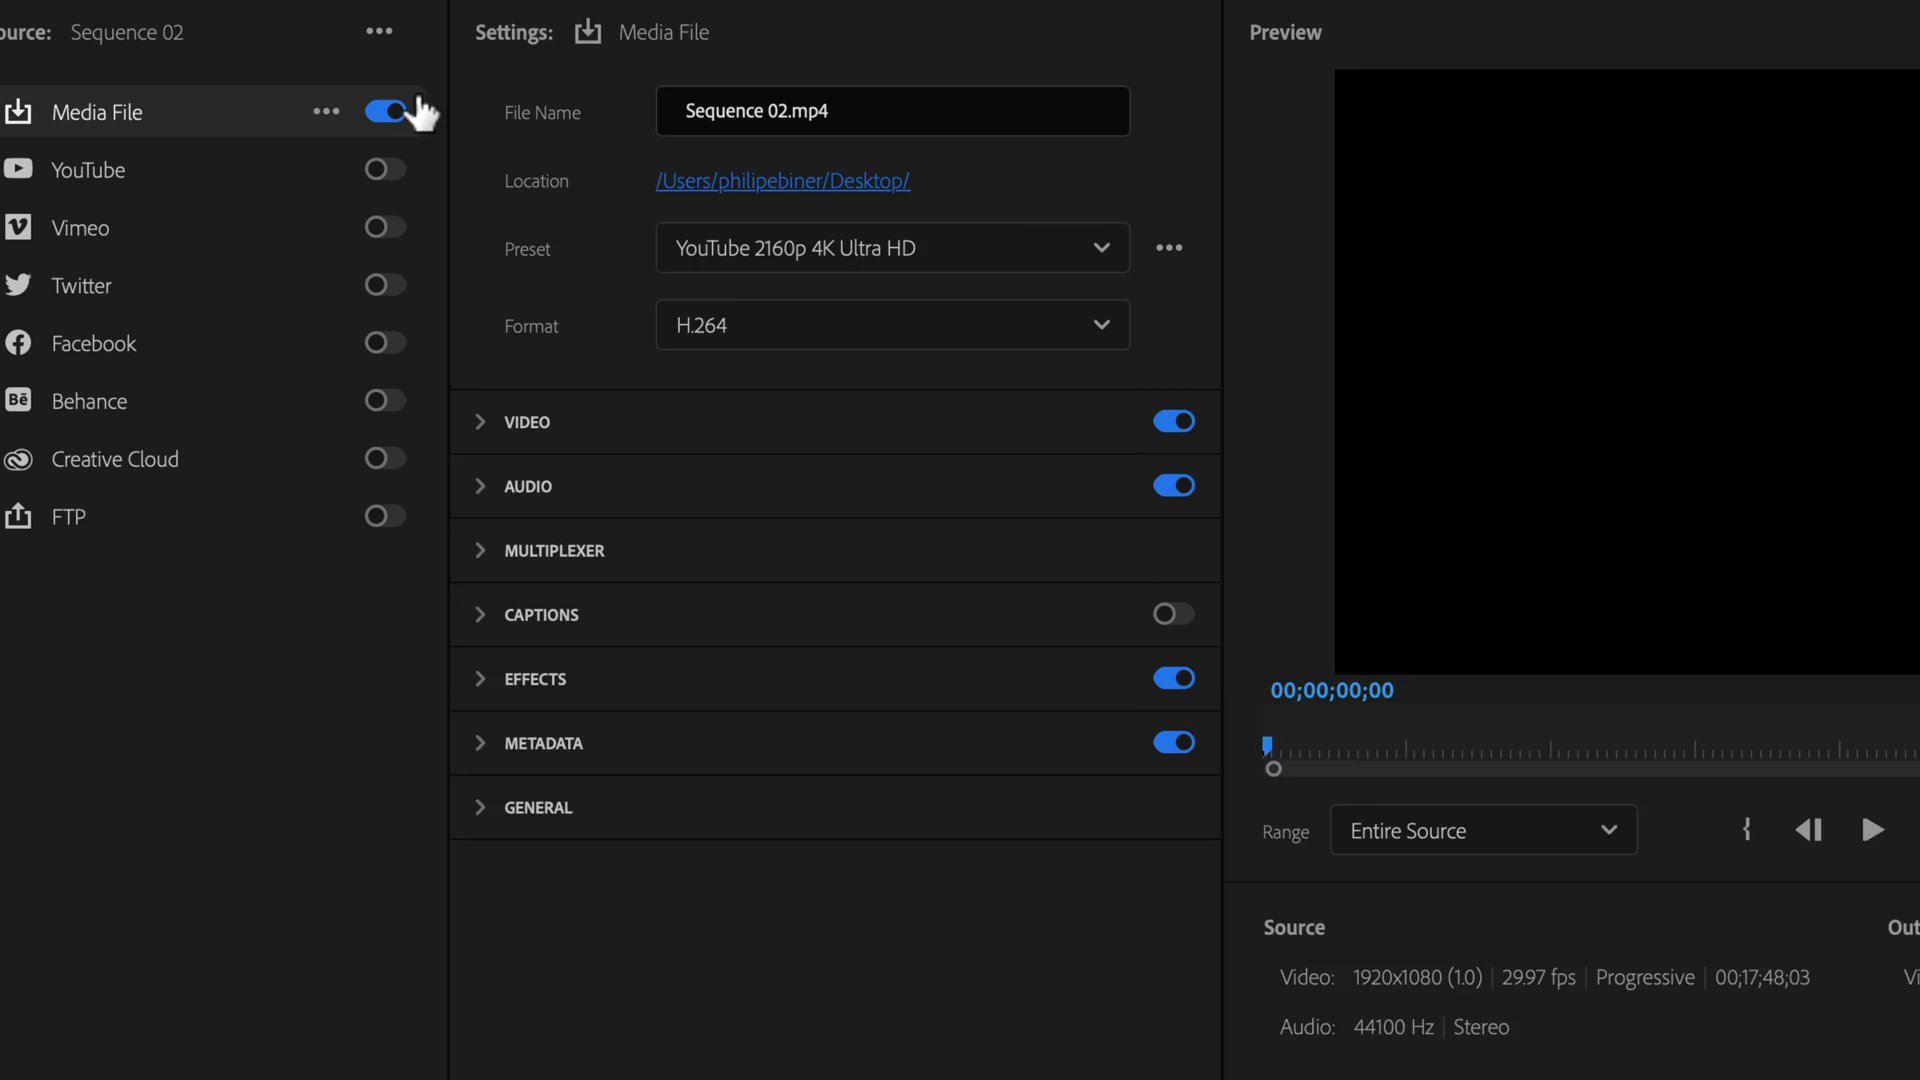 ource: Sequence 02
Media File
YouTube
Vimeo
Twitter
Facebook
Behance
Creative Cloud
FTP
Settings: Media File
File Name Sequence 02.mp4
Location /Users/philipebiner/Desktop/
Preset YouTube 2160p 4K Ultra HD
Format H.264
VIDEO
AUDIO
MULTIPLEXER
CAPTIONS
EFFECTS
METADATA
GENERAL
Preview
00;00;00;00
Range Entire Source
Source
Out
Video: 1920x1080 (1.0) | 29.97 fps | Progressive | 00;17;48;03
Vi
Audio: 44100 Hz | Stereo